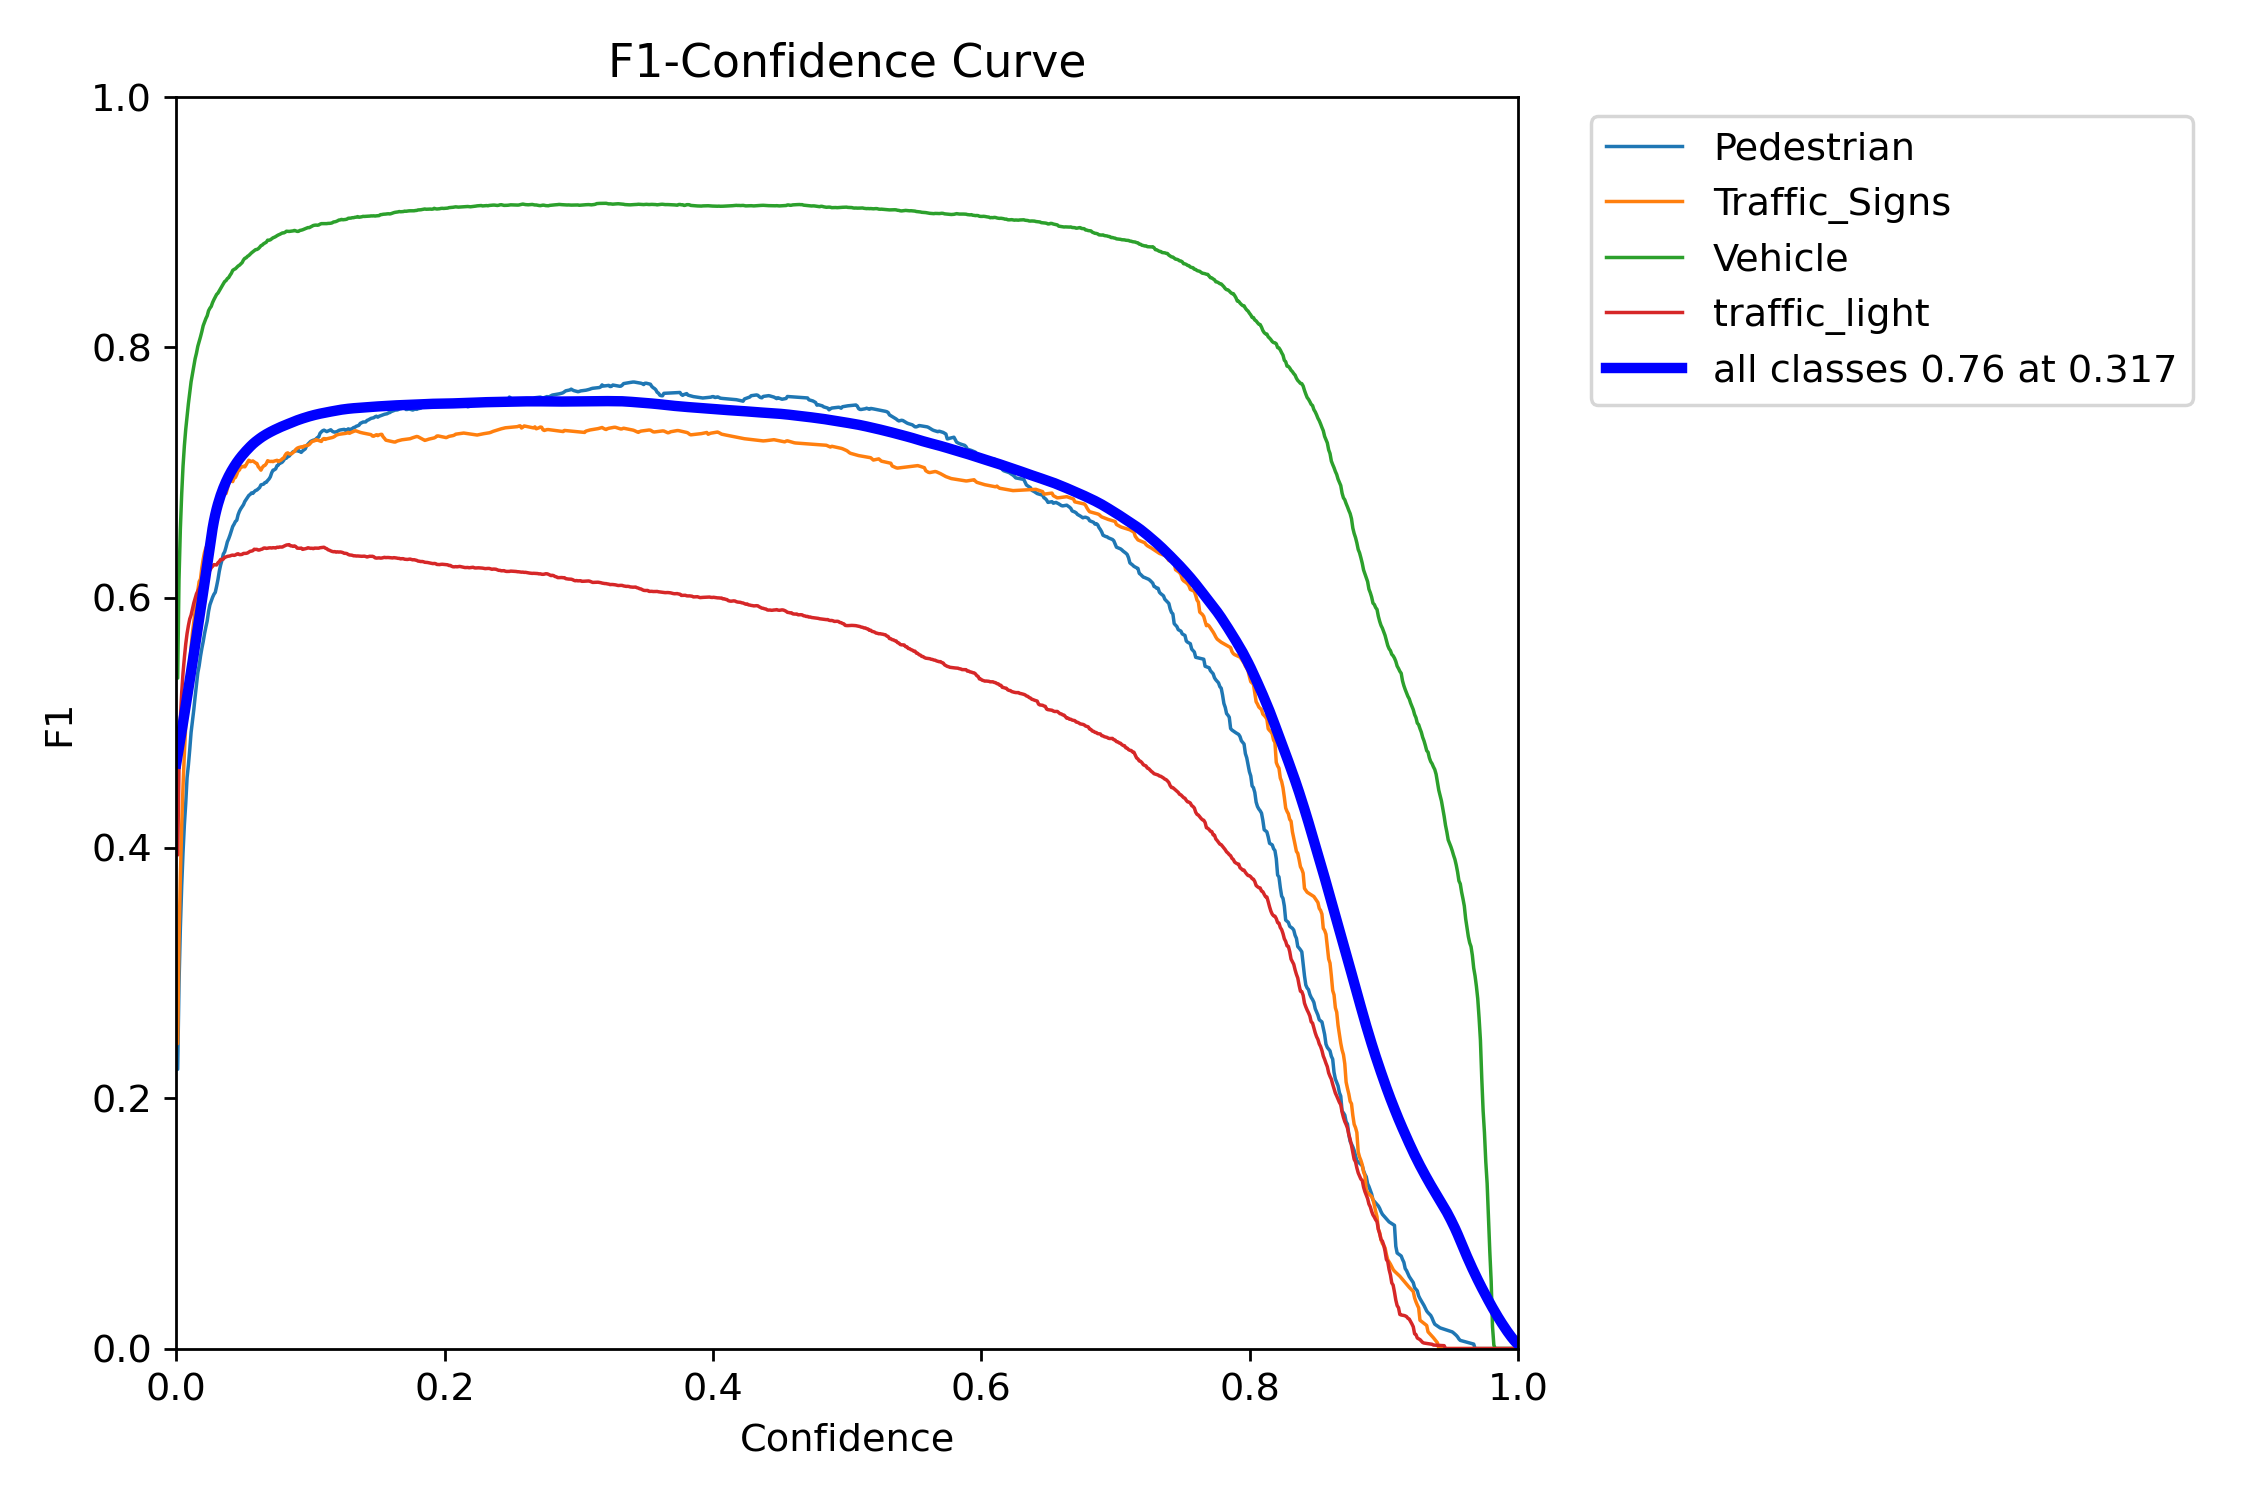 F1-Confidence Curve
1.0
0.8
0.6
0.4
0.2
0.0
F1
0.0 0.2 0.4 0.6 0.8 1.0
Confidence
Pedestrian
Traffic_Signs
Vehicle
traffic_light
all classes 0.76 at 0.317